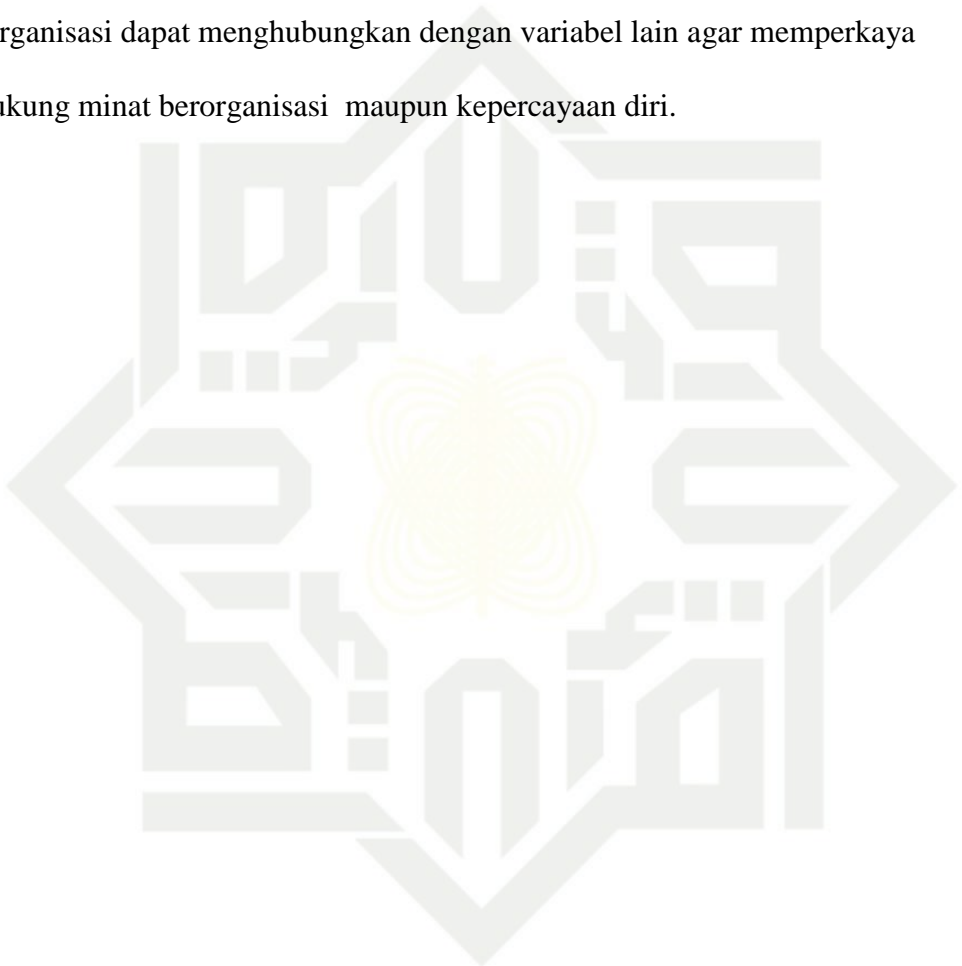 rganisasi dapat menghubungkan dengan variabel lain agar memperkaya
ukung minat berorganisasi  maupun kepercayaan diri.